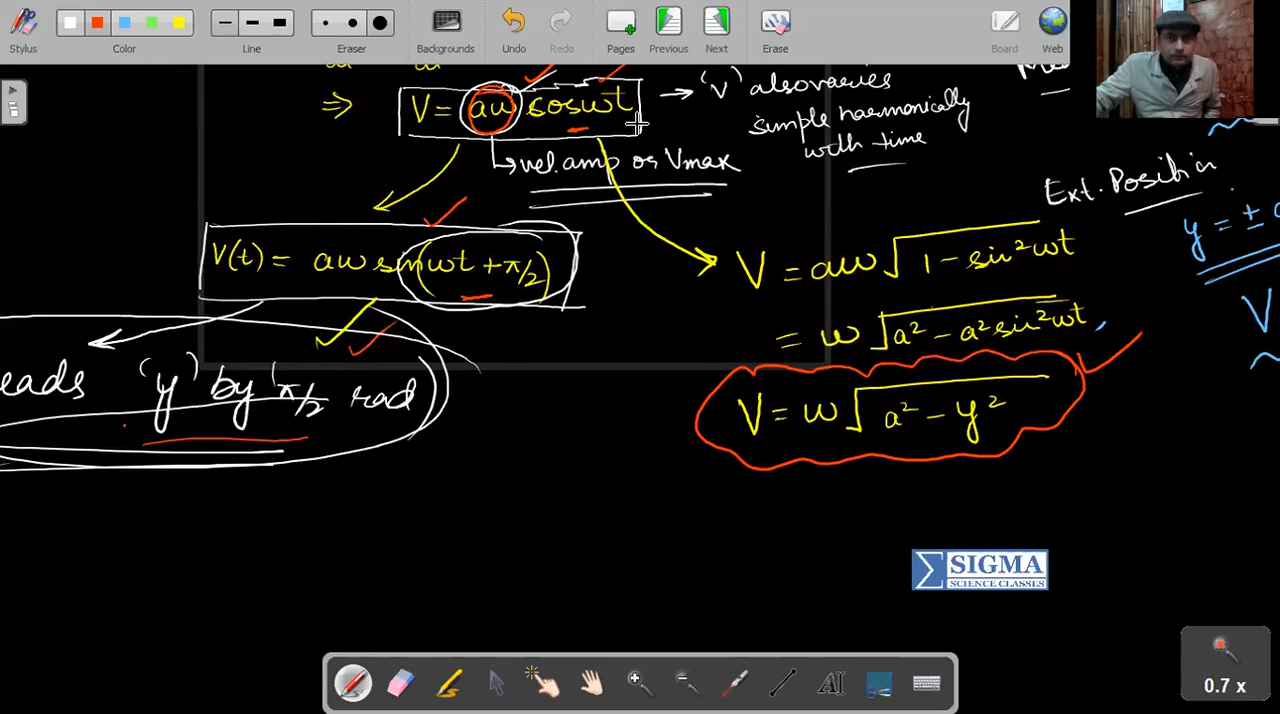 Stylus
Color
Line
Eraser
Backgrounds
Undo
Redo
Pages
Previous
Next
Erase
Board
Web
⇒ V = aω cosωt → 'v' also varies
simple harmonically
with time
vel. amp or Vmax
Ext. Position
y = ±
V
V(t) = aω sin(ωt + π/2)
V = aω√1 - sin²ωt
= ω√a² - a²sin²ωt
V = ω√a² - y²
eads 'y' by 'π/2 rad
SIGMA
SCIENCE CLASSES
0.7 x